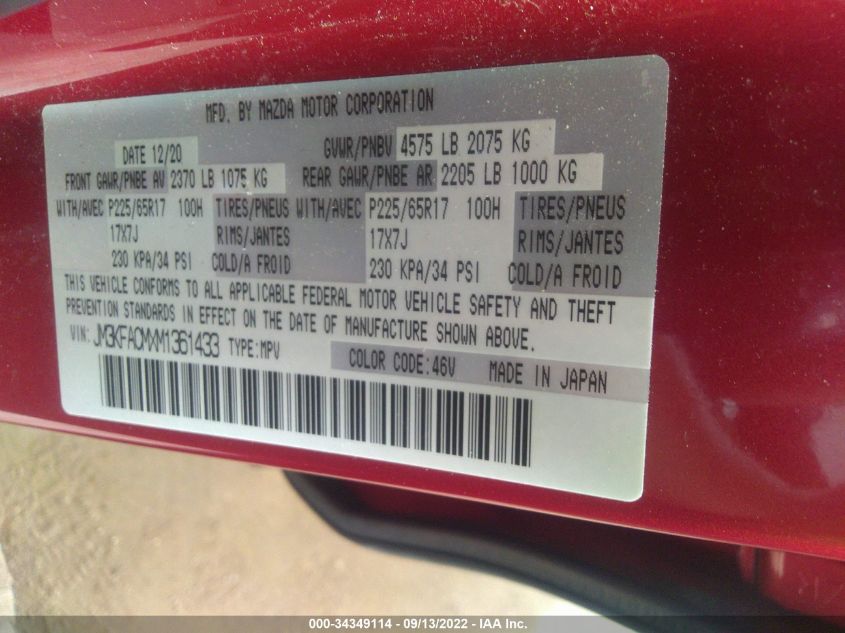 MFD. BY MAZDA MOTOR CORPORATION
DATE 12/20 GVWR/PNBV 4575 LB 2075 KG
FRONT GAWR/PNBE AV 2370 LB 1075 KG REAR GAWR/PNBE AR 2205 LB 1000 KG
WITH/AVEC P225/65R17 100H TIRES/PNEUS WITH/AVEC P225/65R17 100H TIRES/PNEUS
17X7J RIMS/JANTES 17X7J RIMS/JANTES
230 KPA/34 PSI COLD/A FROID 230 KPA/34 PSI COLD/A FROID
THIS VEHICLE CONFORMS TO ALL APPLICABLE FEDERAL MOTOR VEHICLE SAFETY AND THEFT
PREVENTION STANDARDS IN EFFECT ON THE DATE OF MANUFACTURE SHOWN ABOVE.
VIN: JM3KFACMXM1361433 TYPE:MPV COLOR CODE:46V MADE IN JAPAN
000-34349114 - 09/13/2022 - IAA Inc.